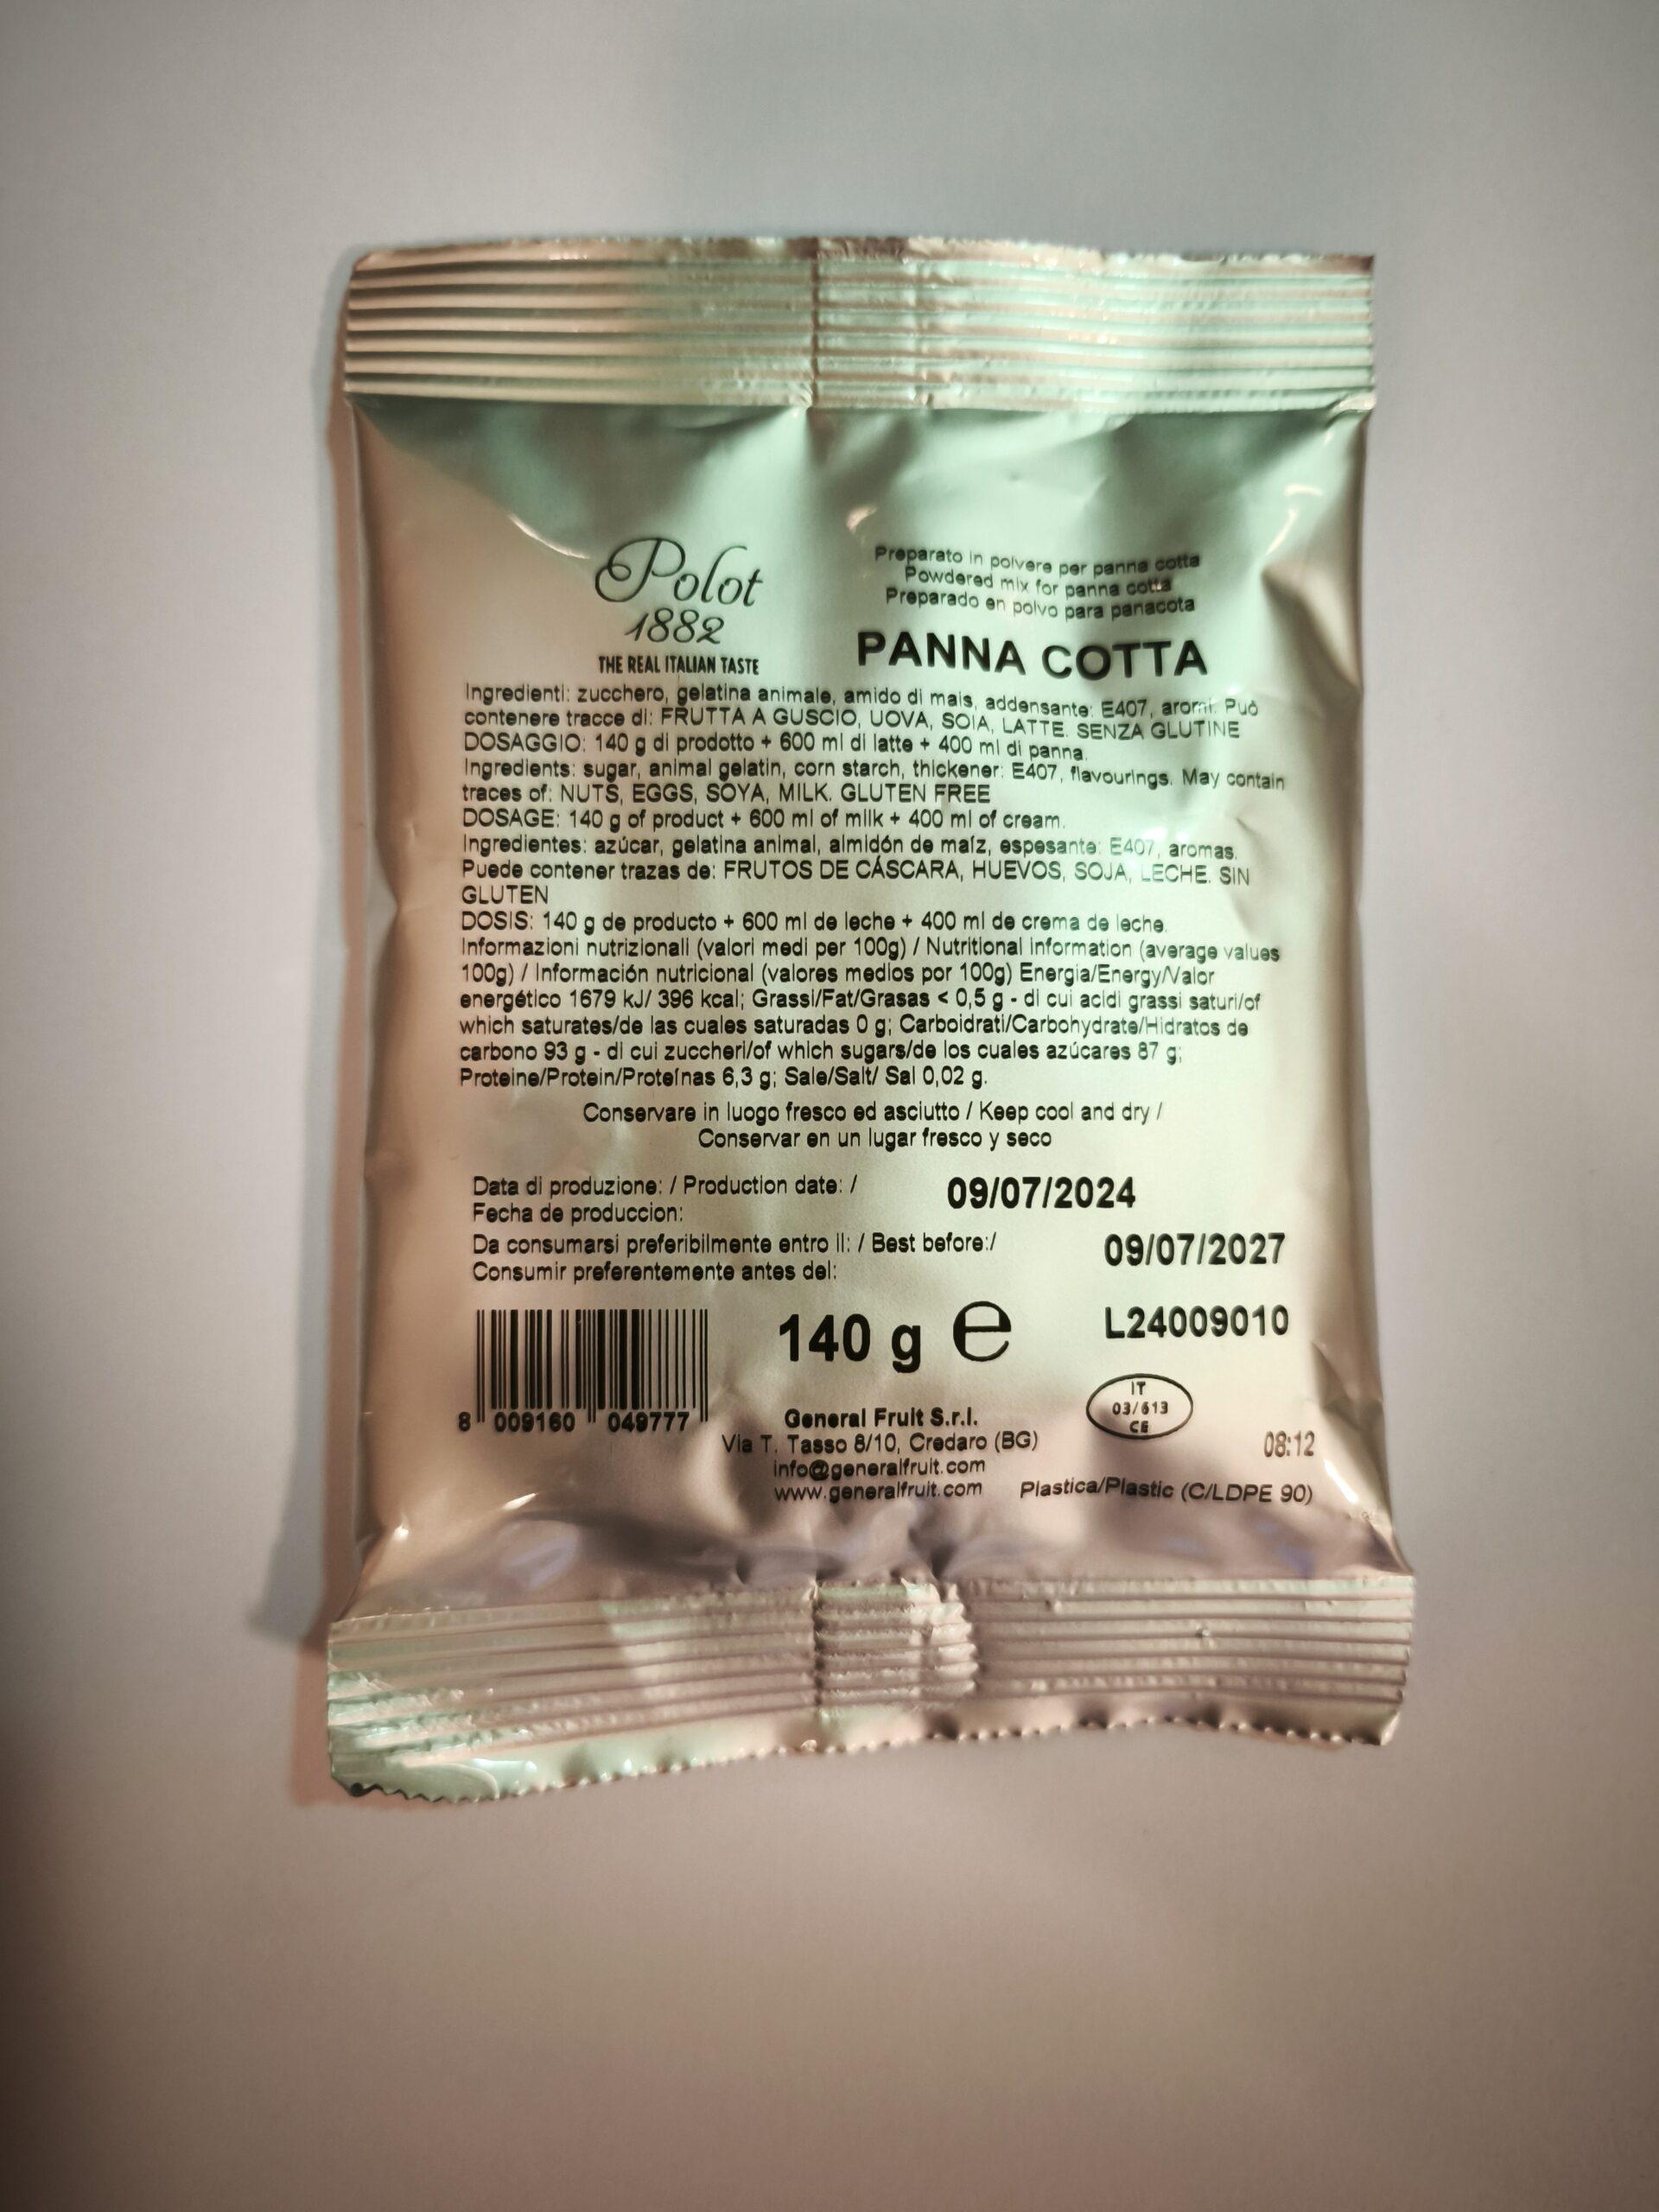 Polot
1882
THE REAL ITALIAN TASTE
Preparato in polvere per panna cotta
Powdered mix for panna cotta
Preparado en polvo para panacota
PANNA COTTA
Ingredienti: zucchero, gelatina animale, amido di mais, addensante: E407, aromi. Può
contenere tracce di: FRUTTA A GUSCIO, UOVA, SOIA, LATTE. SENZA GLUTINE
DOSAGGIO: 140 g di prodotto + 600 ml di latte + 400 ml di panna.
Ingredients: sugar, animal gelatin, corn starch, thickener: E407, flavourings. May contain
traces of: NUTS, EGGS, SOYA, MILK. GLUTEN FREE
DOSAGE: 140 g of product + 600 ml of milk + 400 ml of cream.
Ingredientes: azúcar, gelatina animal, almidón de maíz, espesante: E407, aromas.
Puede contener trazas de: FRUTOS DE CÁSCARA, HUEVOS, SOJA, LECHE. SIN
GLUTEN
DOSIS: 140 g de producto + 600 ml de leche + 400 ml de crema de leche.
Informazioni nutrizionali (valori medi per 100g) / Nutritional information (average values
100g) / Información nutricional (valores medios por 100g) Energia/Energy/Valor
energético 1679 kJ/ 396 kcal; Grassi/Fat/Grasas < 0,5 g - di cui acidi grassi saturi/of
which saturates/de las cuales saturadas 0 g; Carboidrati/Carbohydrate/Hidratos de
carbono 93 g - di cui zuccheri/of which sugars/de los cuales azúcares 87 g;
Proteine/Protein/Proteínas 6,3 g; Sale/Salt/ Sal 0,02 g.
Conservare in luogo fresco ed asciutto / Keep cool and dry /
Conservar en un lugar fresco y seco
Data di produzione: / Production date: /
Fecha de produccion:
09/07/2024
Da consumarsi preferibilmente entro il: / Best before:/
Consumir preferentemente antes del:
09/07/2027
140 g e
L24009010
8 009160 049777
General Fruit S.r.l.
Via T. Tasso 8/10, Credaro (BG)
info@generalfruit.com
www.generalfruit.com
IT
03/613
CE
08:12
Plastica/Plastic (C/LDPE 90)